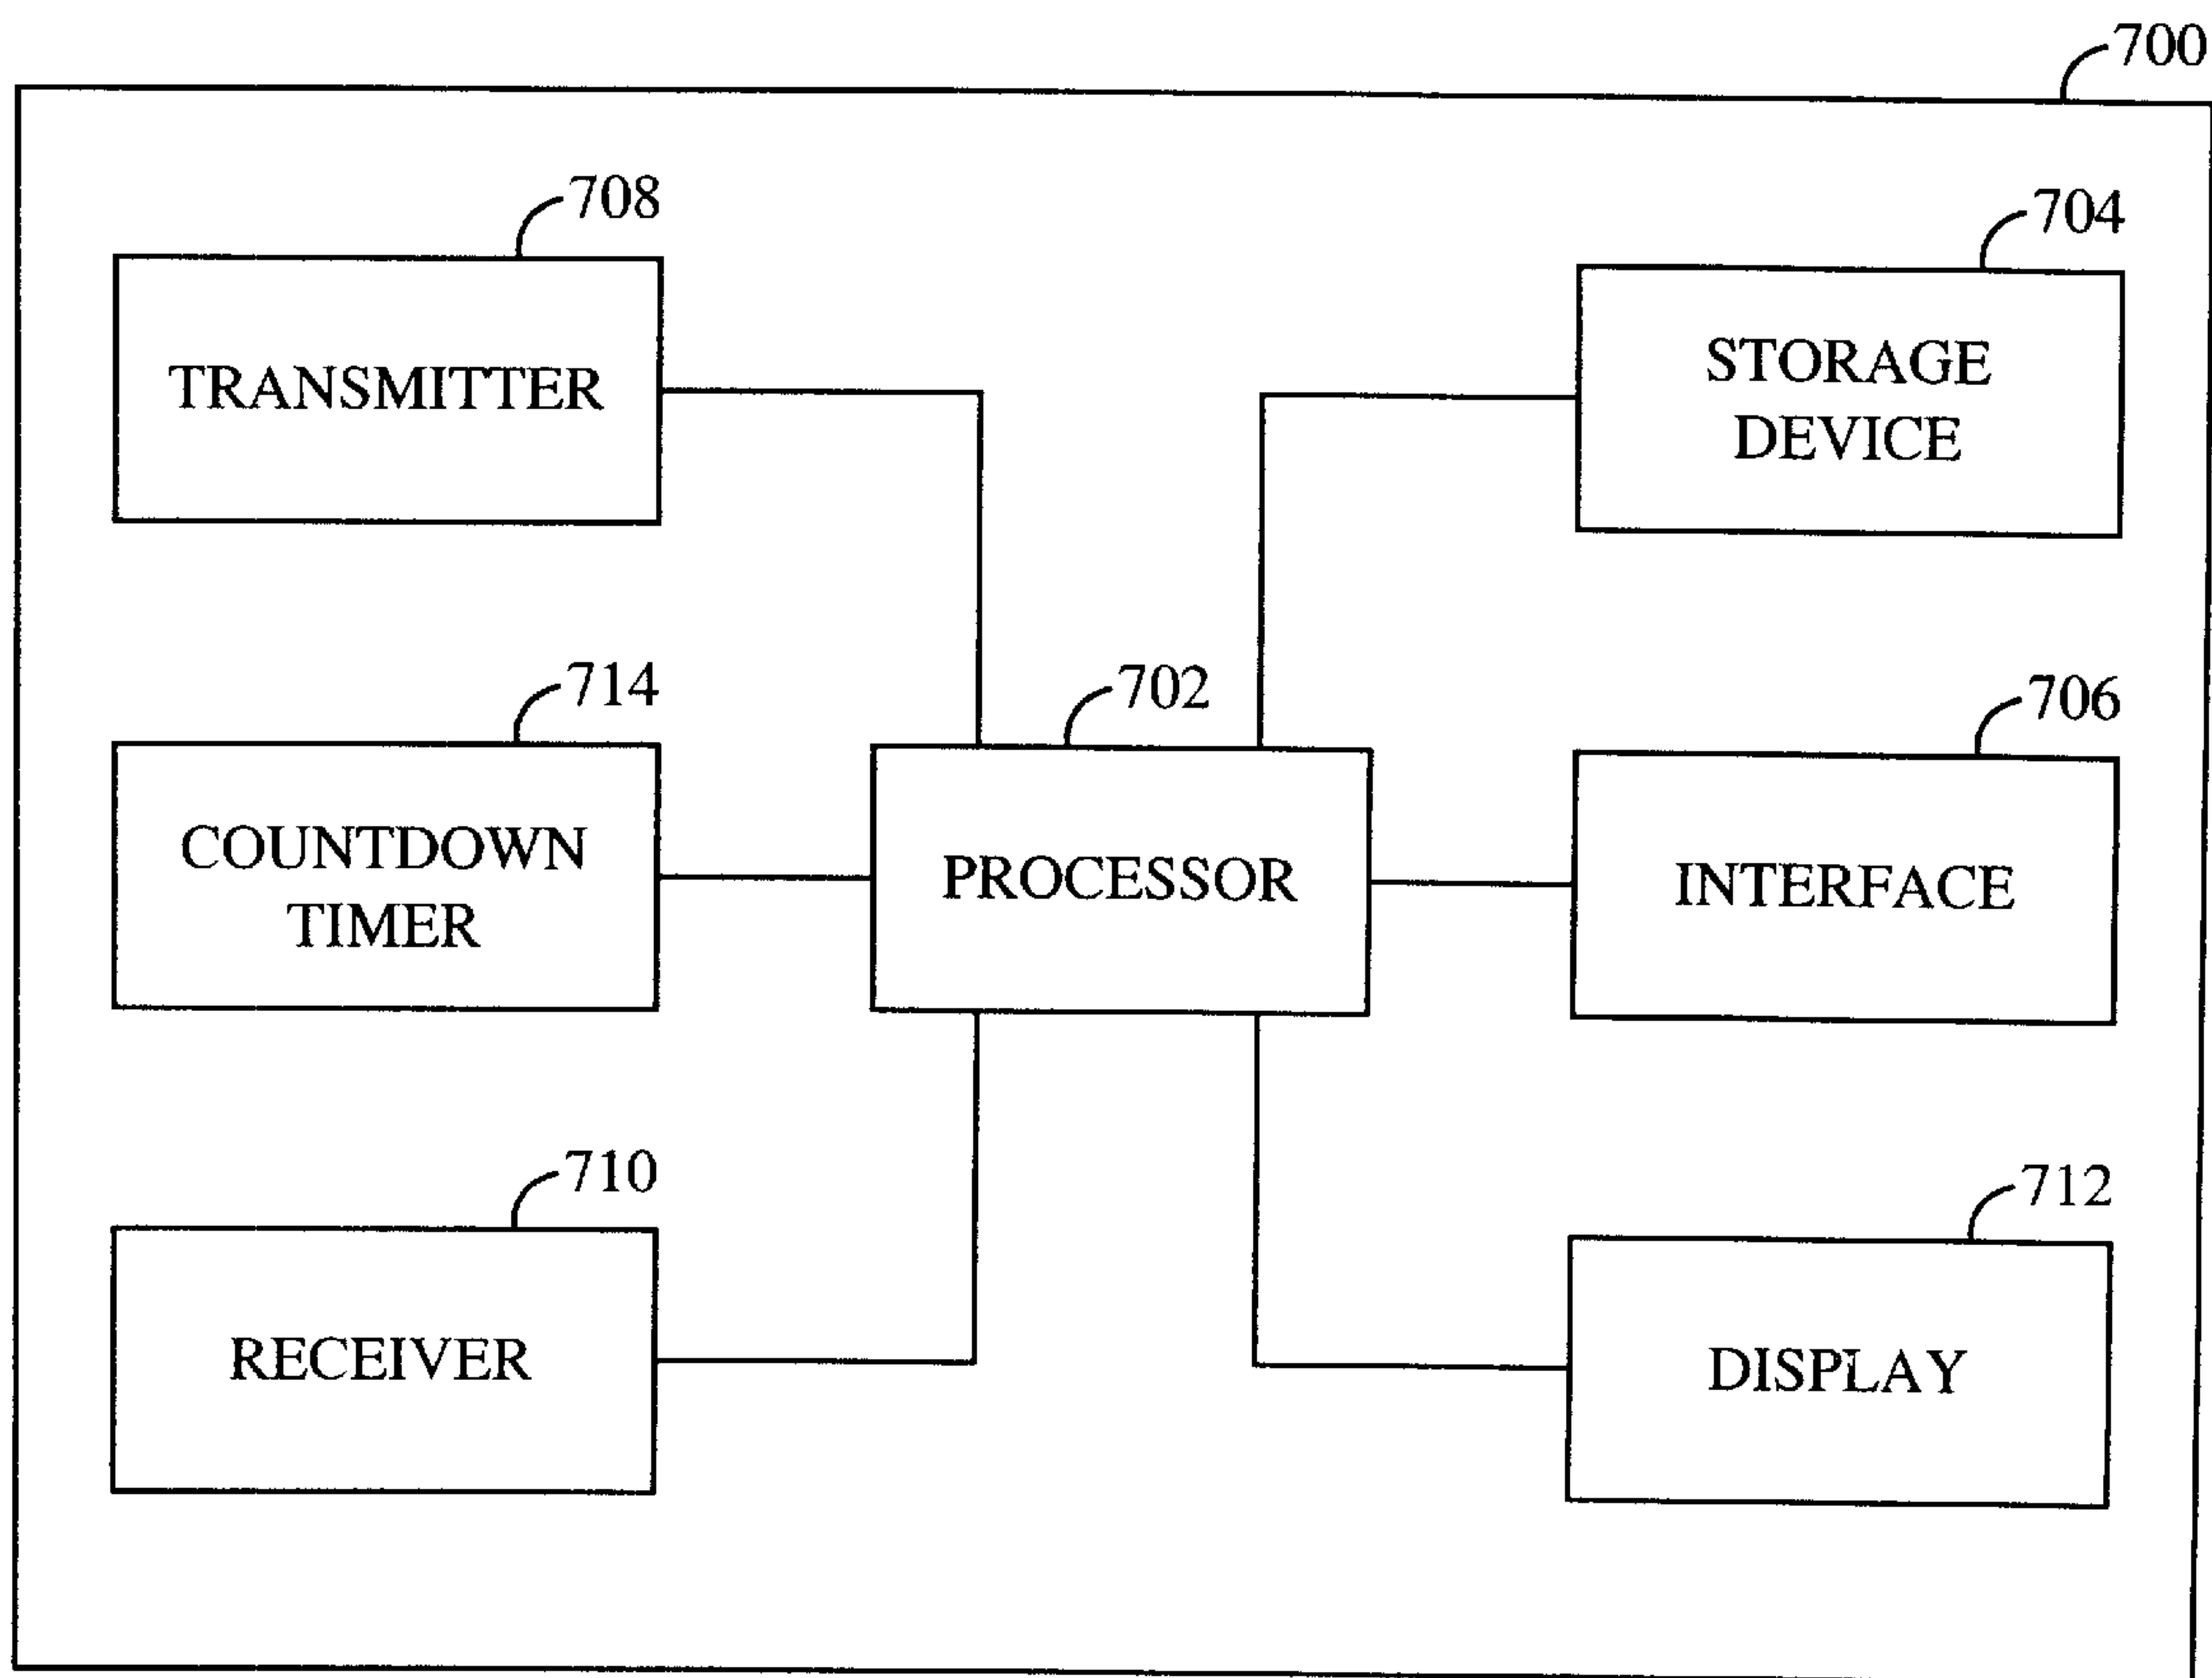 700
708
TRANSMITTER
704
STORAGE
DEVICE
714
COUNTDOWN
TIMER
702
PROCESSOR
706
INTERFACE
710
RECEIVER
712
DISPLAY